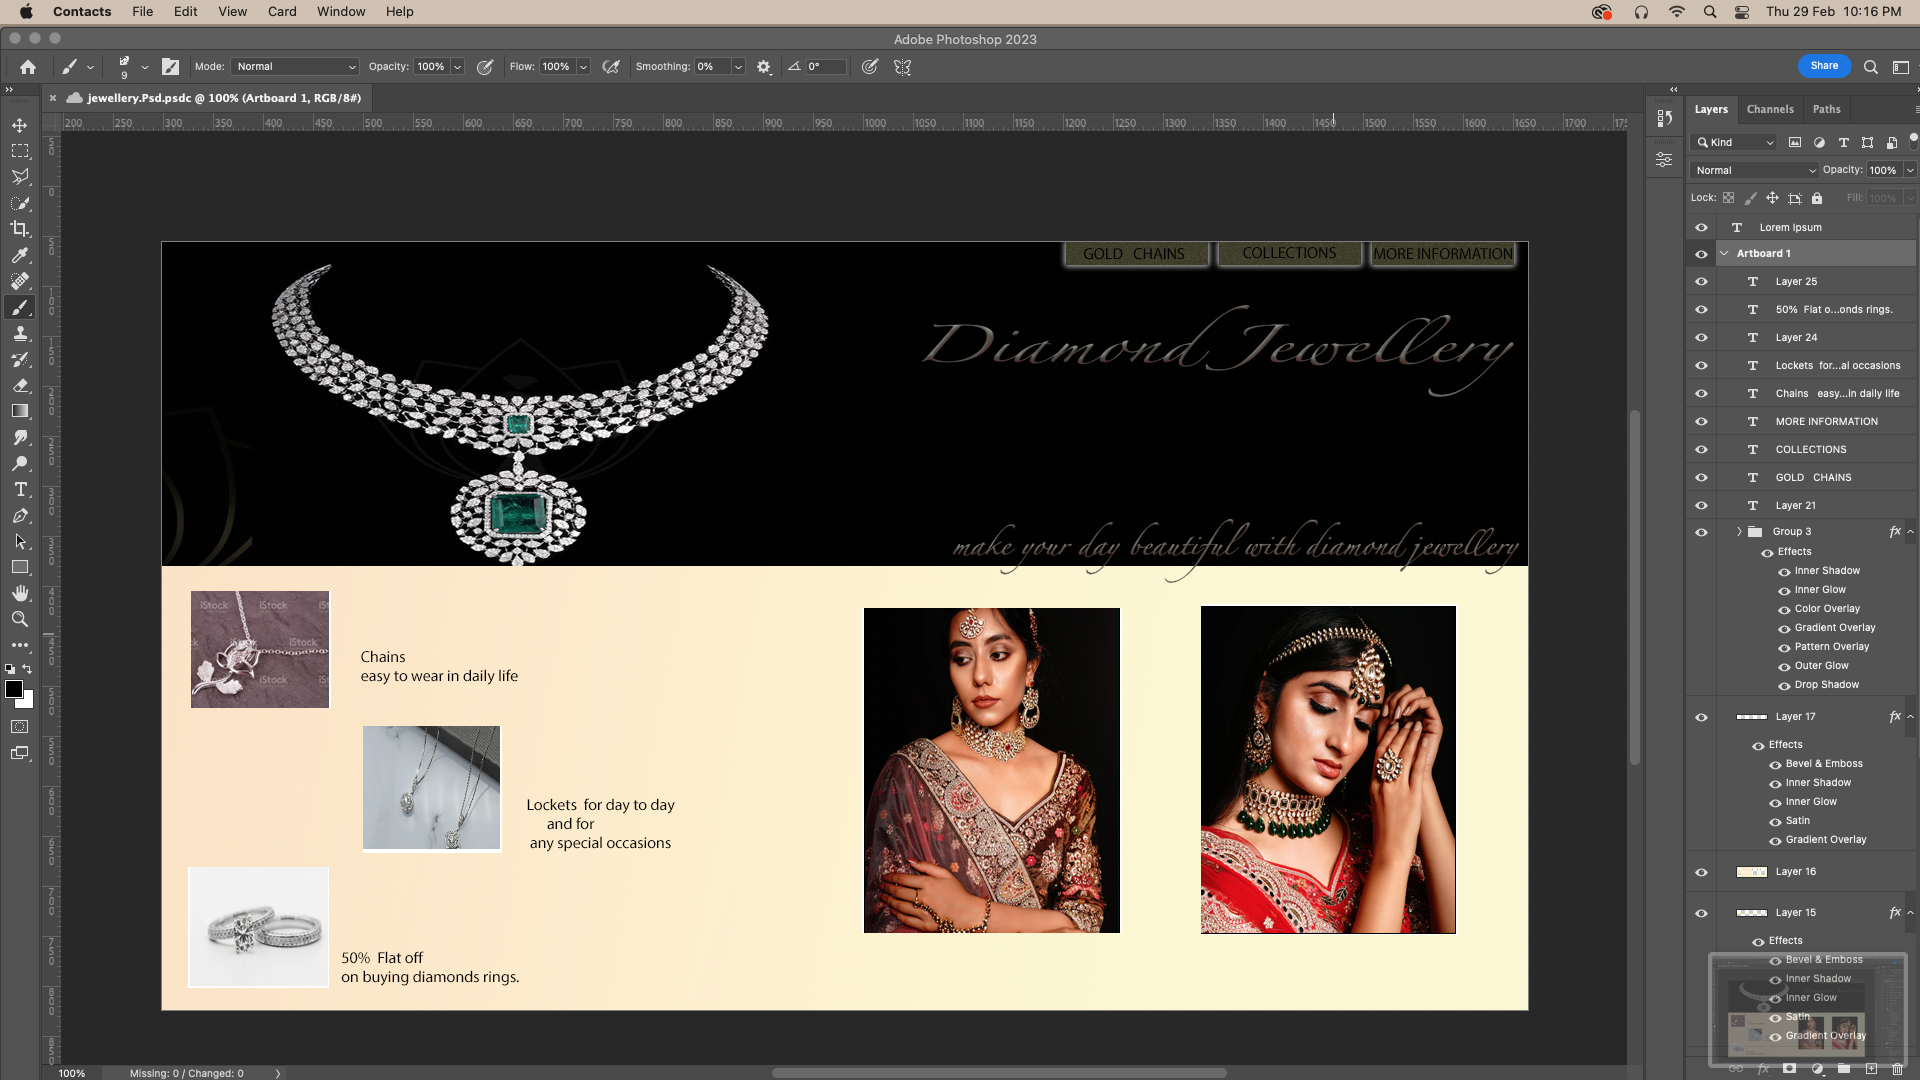 Contacts File Edit View Card Window Help Thu 29 Feb 10:16 PM
Adobe Photoshop 2023
9 Mode: Normal Opacity: 100% Flow: 100% Smoothing: 0% 0° Share
jewellery.Psd.psdc @ 100% (Artboard 1, RGB/8#)
200 250 300 350 400 450 500 550 600 650 700 750 800 850 900 950 1000 1050 1100 1150 1200 1250 1300 1350 1400 1450 1500 1550 1600 1650 1700
GOLD CHAINS COLLECTIONS MORE INFORMATION
Diamond Jewellery
make your day beautiful with diamond jewellery
iStock iStock iSt
iStock
iStock iStock
Chains
easy to wear in daily life
Lockets for day to day
and for
any special occasions
50% Flat off
on buying diamonds rings.
Layers Channels Paths
Kind
Normal Opacity: 100%
Lock: Fill: 100%
Lorem Ipsum
Artboard 1
Layer 25
50% Flat o...onds rings.
Layer 24
Lockets for...al occasions
Chains easy...in daily life
MORE INFORMATION
COLLECTIONS
GOLD CHAINS
Layer 21
Group 3 fx
Effects
Inner Shadow
Inner Glow
Color Overlay
Gradient Overlay
Pattern Overlay
Outer Glow
Drop Shadow
Layer 17 fx
Effects
Bevel & Emboss
Inner Shadow
Inner Glow
Satin
Gradient Overlay
Layer 16
Layer 15 fx
Effects
Bevel & Emboss
Inner Shadow
Inner Glow
Satin
Gradient Overlay
fx
100% Missing: 0 / Changed: 0